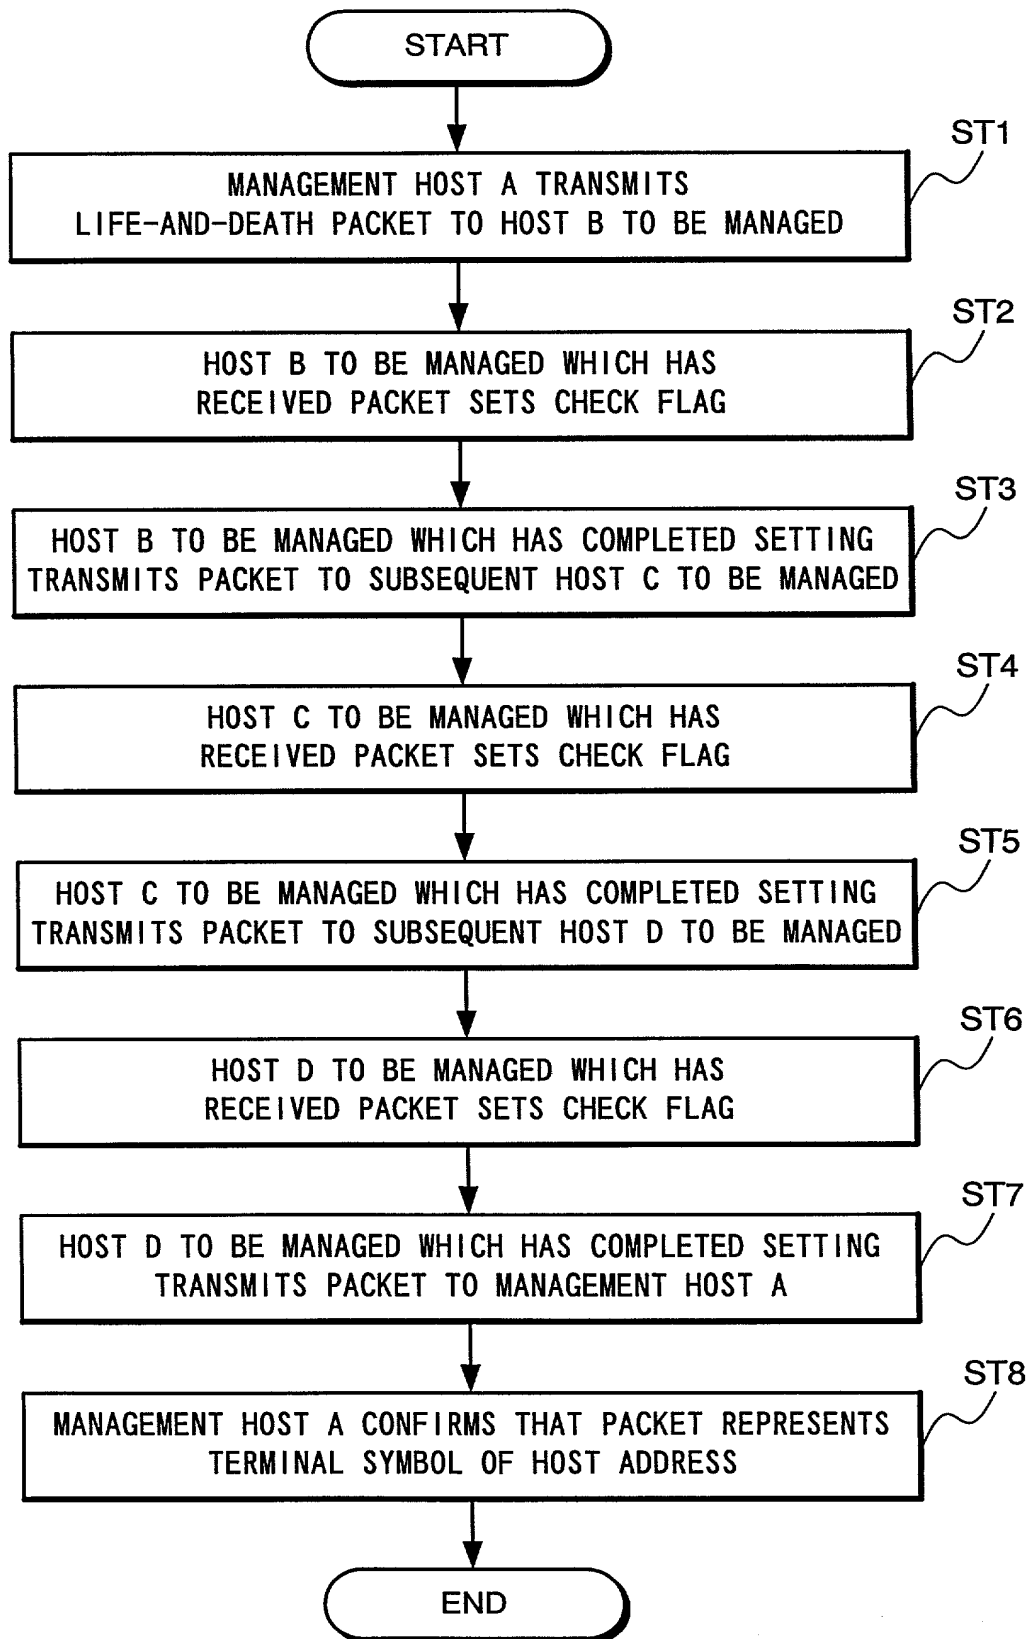 START
ST1
MANAGEMENT HOST A TRANSMITS
LIFE-AND-DEATH PACKET TO HOST B TO BE MANAGED
ST2
HOST B TO BE MANAGED WHICH HAS
RECEIVED PACKET SETS CHECK FLAG
ST3
HOST B TO BE MANAGED WHICH HAS COMPLETED SETTING
TRANSMITS PACKET TO SUBSEQUENT HOST C TO BE MANAGED
ST4
HOST C TO BE MANAGED WHICH HAS
RECEIVED PACKET SETS CHECK FLAG
ST5
HOST C TO BE MANAGED WHICH HAS COMPLETED SETTING
TRANSMITS PACKET TO SUBSEQUENT HOST D TO BE MANAGED
ST6
HOST D TO BE MANAGED WHICH HAS
RECEIVED PACKET SETS CHECK FLAG
ST7
HOST D TO BE MANAGED WHICH HAS COMPLETED SETTING
TRANSMITS PACKET TO MANAGEMENT HOST A
ST8
MANAGEMENT HOST A CONFIRMS THAT PACKET REPRESENTS
TERMINAL SYMBOL OF HOST ADDRESS
END